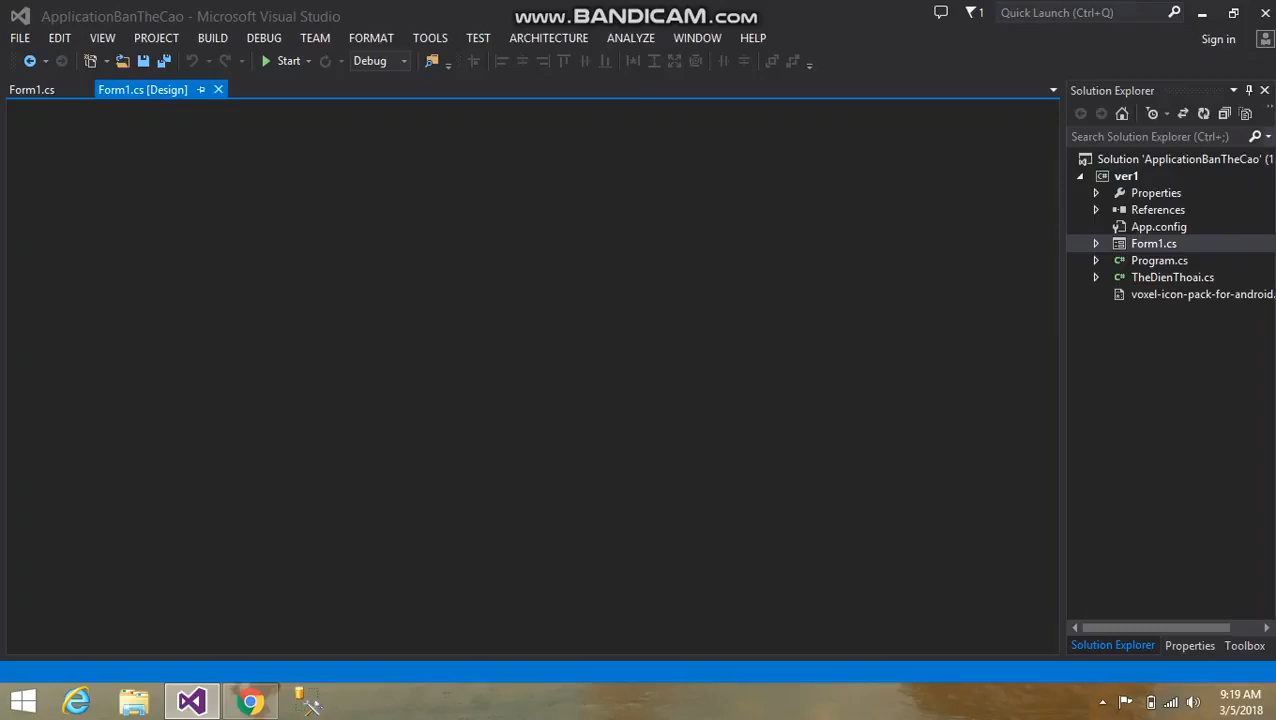 ApplicationBanTheCao - Microsoft Visual Studio
www.BANDICAM.com
1
Quick Launch (Ctrl+Q)
FILE EDIT VIEW PROJECT BUILD DEBUG TEAM FORMAT TOOLS TEST ARCHITECTURE ANALYZE WINDOW HELP
Sign in
Start
Debug
Form1.cs
Form1.cs [Design]
Solution Explorer
Search Solution Explorer (Ctrl+;)
Solution 'ApplicationBanTheCao' (1
C# ver1
Properties
References
App.config
Form1.cs
C# Program.cs
C# TheDienThoai.cs
voxel-icon-pack-for-android.
Solution Explorer Properties Toolbox
9:19 AM
3/5/2018